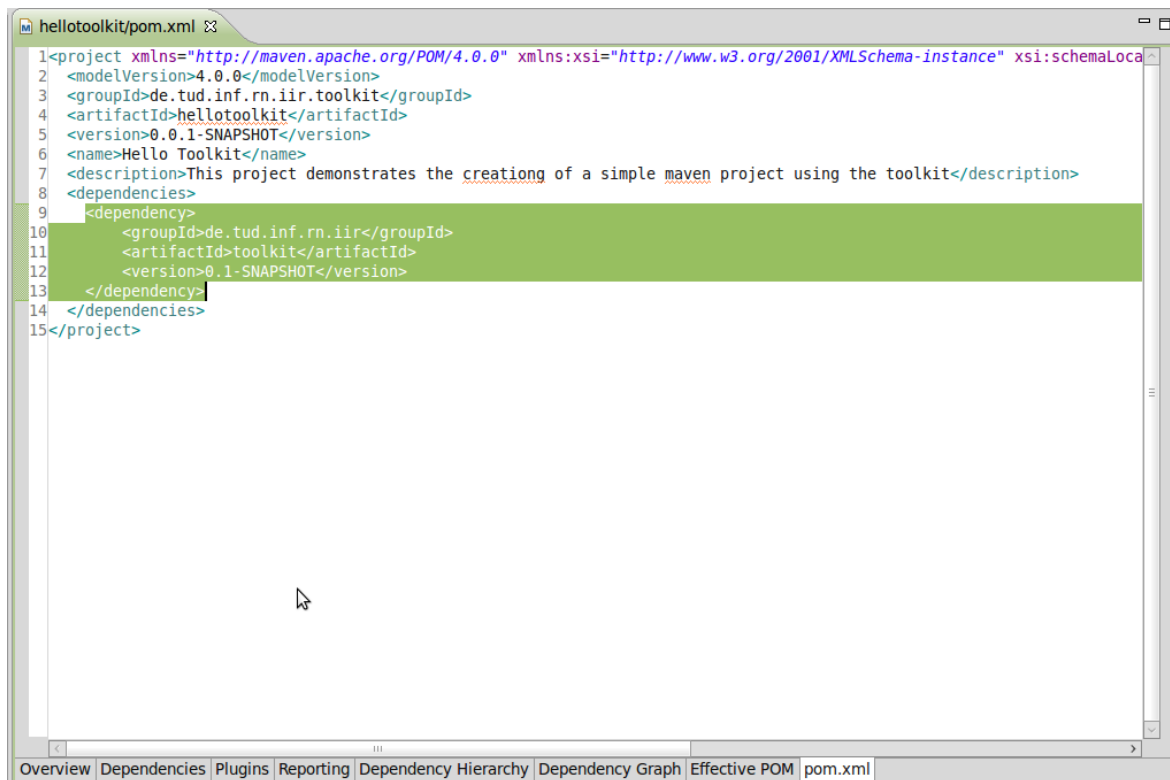 hellotoolkit/pom.xml
1<project xmlns="http://maven.apache.org/POM/4.0.0" xmlns:xsi="http://www.w3.org/2001/XMLSchema-instance" xsi:schemaLoca
2 <modelVersion>4.0.0</modelVersion>
3 <groupId>de.tud.inf.rn.iir.toolkit</groupId>
4 <artifactId>hellotoolkit</artifactId>
5 <version>0.0.1-SNAPSHOT</version>
6 <name>Hello Toolkit</name>
7 <description>This project demonstrates the creationg of a simple maven project using the toolkit</description>
8 <dependencies>
9 <dependency>
10 <groupId>de.tud.inf.rn.iir</groupId>
11 <artifactId>toolkit</artifactId>
12 <version>0.1-SNAPSHOT</version>
13 </dependency>
14 </dependencies>
15</project>
Overview Dependencies Plugins Reporting Dependency Hierarchy Dependency Graph Effective POM pom.xml